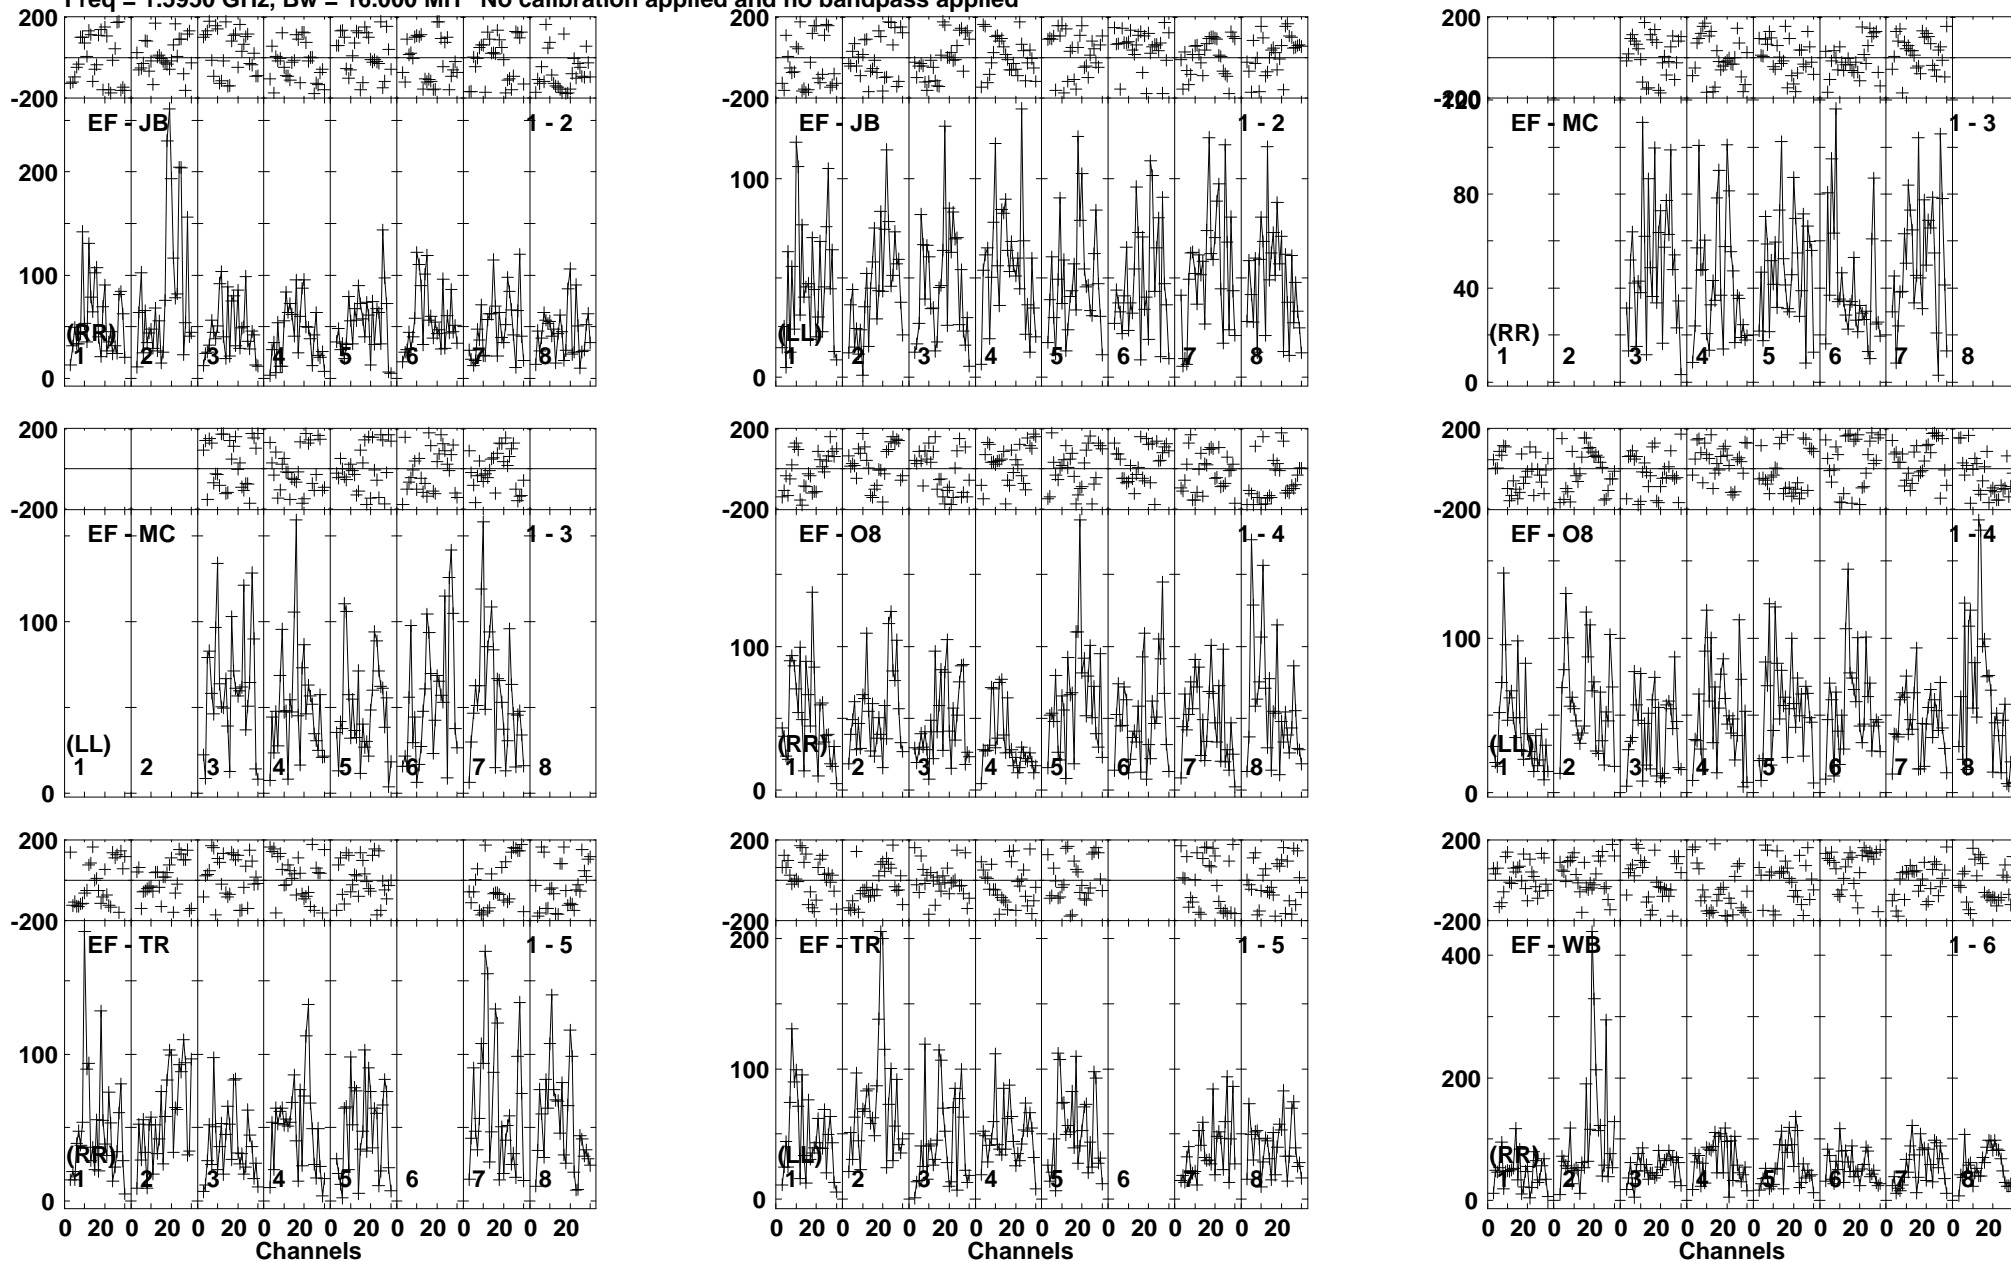 Freq = 1.5950 GHz, Bw = 16.000 MH No calibration applied and no bandpass applied
200 200 200
-200 -200 -200 120
EF - JB 1 - 2 EF - JB 1 - 2 EF - MC 1 - 3
200 100 80
100 40
(RR) (LL) (RR)
1 2 3 4 5 6 7 8 1 2 3 4 5 6 7 8 1 2 3 4 5 6 7 8
0 0 0
200 200 200
-200 -200 -200
EF - MC 1 - 3 EF - O8 1 - 4 EF - O8 1 - 4
100 100 100
(LL) (RR) (LL)
1 2 3 4 5 6 7 8 1 2 3 4 5 6 7 8 1 2 3 4 5 6 7 8
0 0 0
200 200 200
-200 -200 -200
EF - TR 1 - 5 EF - TR 1 - 5 EF - WB 1 - 6
200 400
100 100 200
(RR) (LL) (RR)
1 2 3 4 5 6 7 8 1 2 3 4 5 6 7 8 1 2 3 4 5 6 7 8
0 0 0
0 20 0 20 0 20 0 20 0 20 0 20 0 20 0 20 0 20 0 20 0 20 0 20 0 20 0 20 0 20 0 20 0 20 0 20 0 20 0 20 0 20 0 20 0 20 0 20
Channels Channels Channels